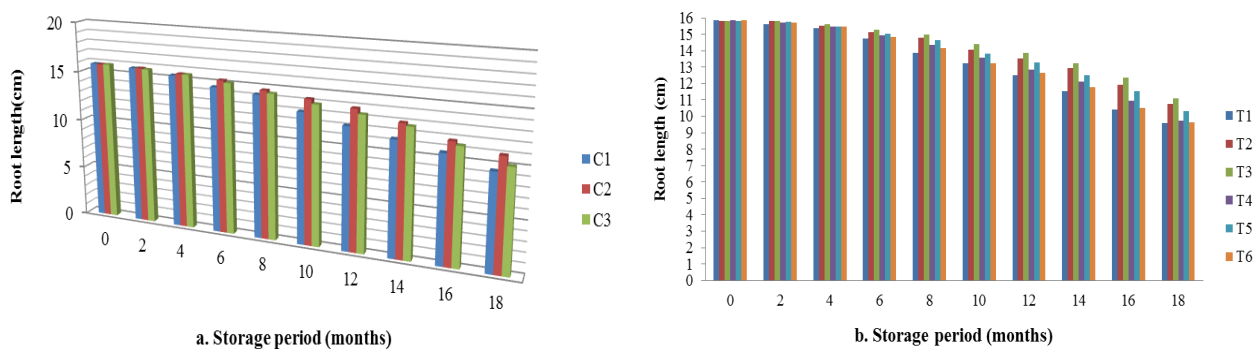 20
15
10
5
0
Root length(cm)
0 2 4 6 8 10 12 14 16 18
a. Storage period (months)
C1
C2
C3
16
15
14
13
12
11
10
9
8
7
6
5
4
3
2
1
0
Root length (cm)
0 2 4 6 8 10 12 14 16 18
b. Storage period (months)
T1
T2
T3
T4
T5
T6